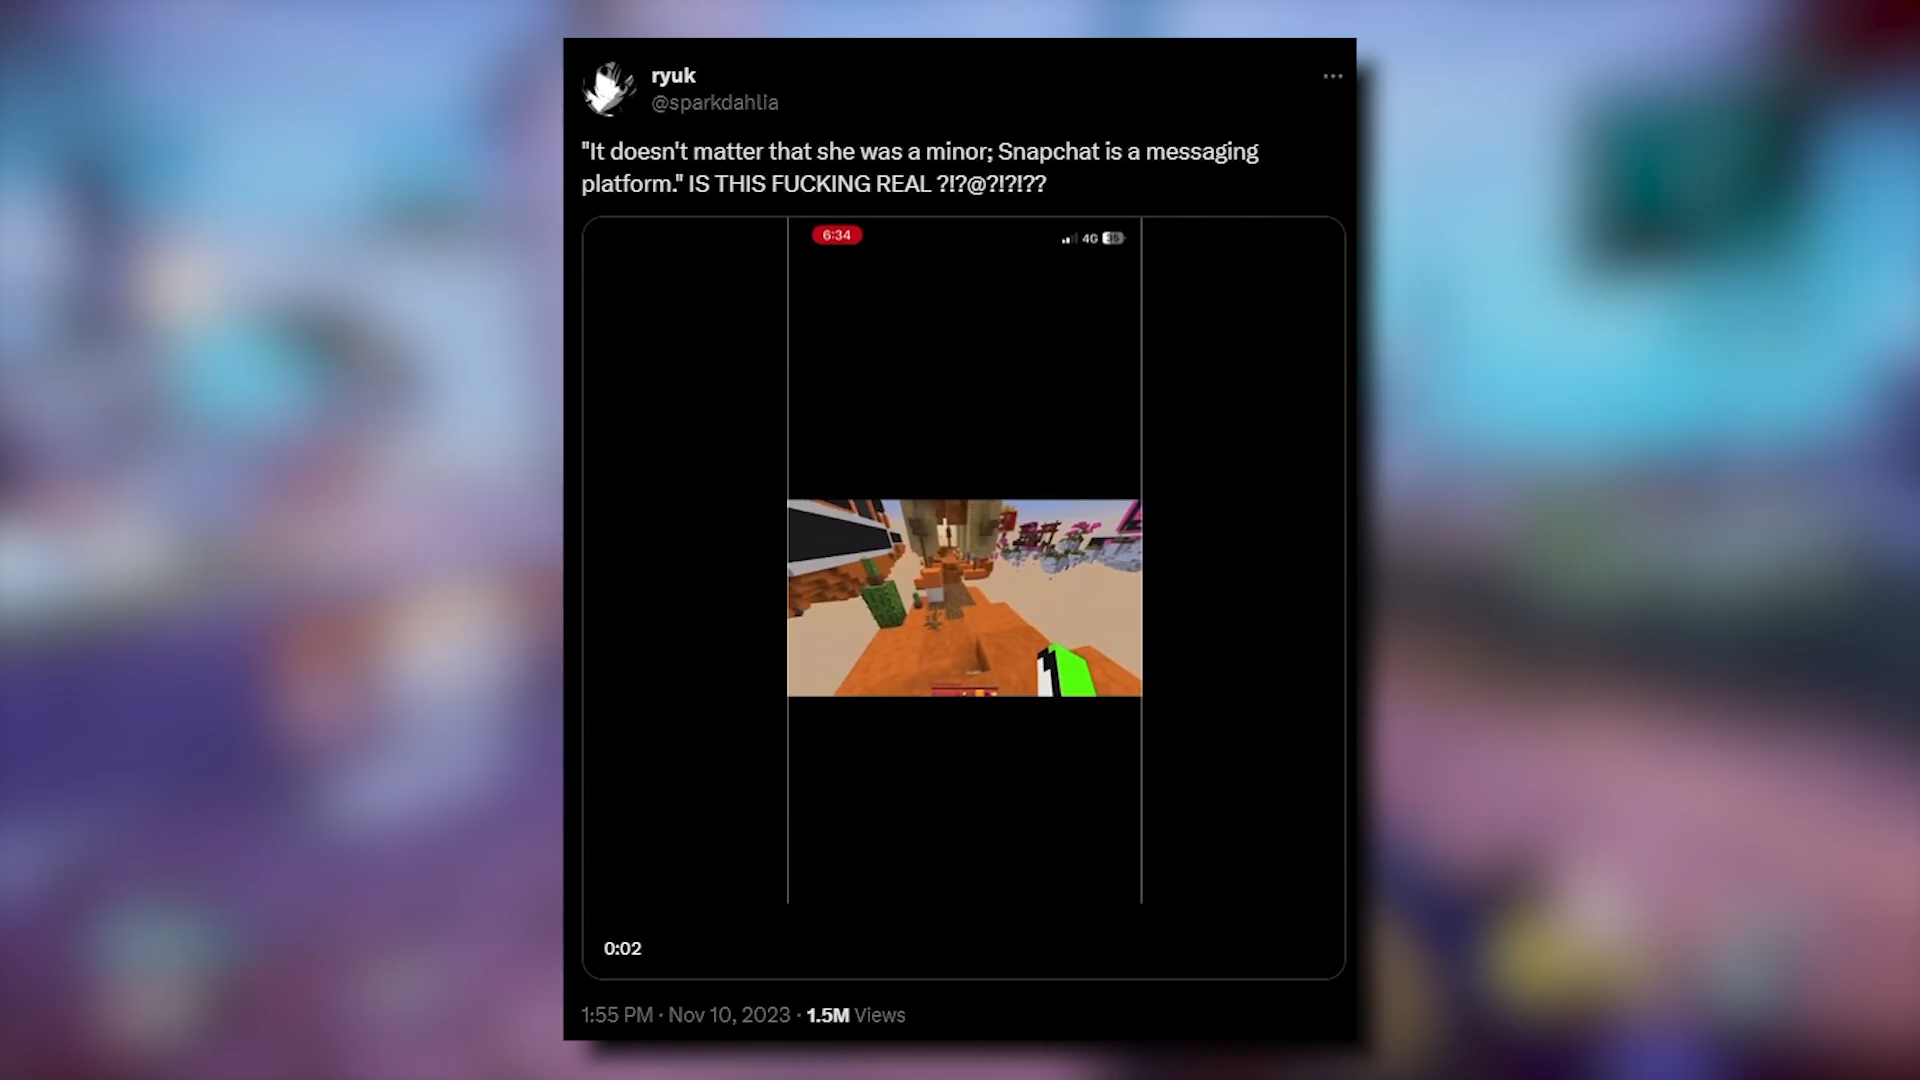 ryuk
@sparkdahlia
"It doesn't matter that she was a minor; Snapchat is a messaging
platform." IS THIS FUCKING REAL ?!?@?!?!??
6:34
4G 35
0:02
1:55 PM · Nov 10, 2023 · 1.5M Views